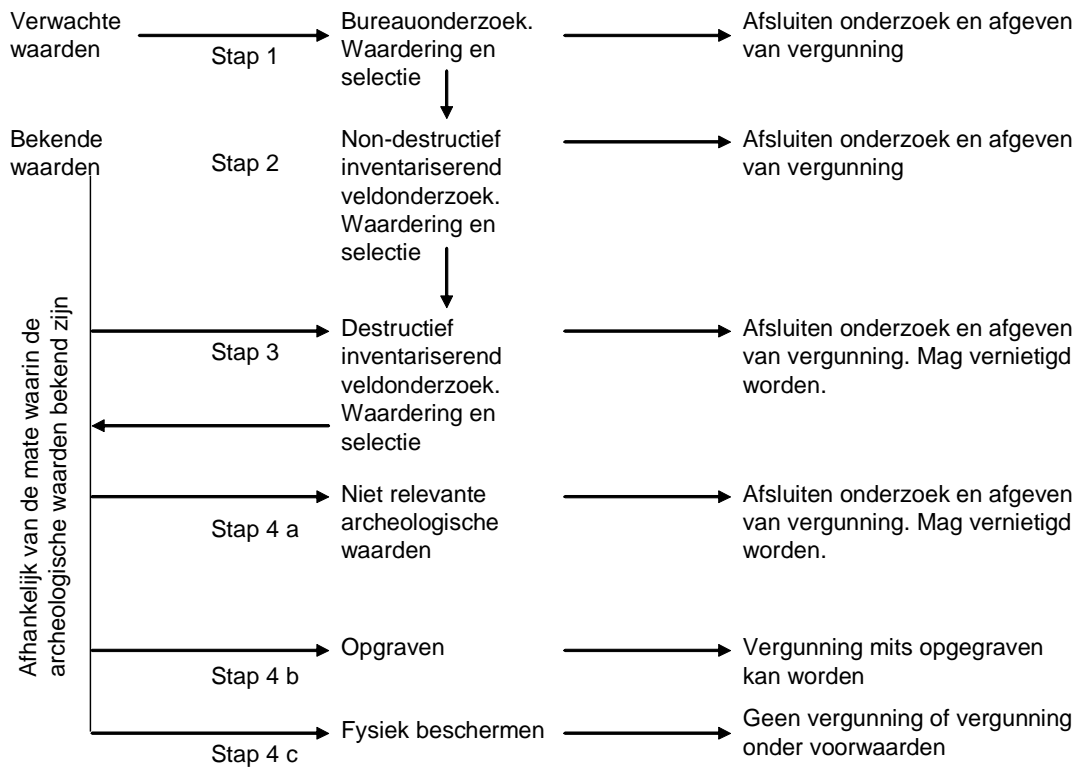 Verwachte
waarden
Stap 1
Bureauonderzoek.
Waardering en
selectie
Afsluiten onderzoek en afgeven
van vergunning
Bekende
waarden
Stap 2
Non-destructief
inventariserend
veldonderzoek.
Waardering en
selectie
Afsluiten onderzoek en afgeven
van vergunning
Afhankelijk van de mate waarin de
archeologische waarden bekend zijn
Stap 3
Destructief
inventariserend
veldonderzoek.
Waardering en
selectie
Afsluiten onderzoek en afgeven
van vergunning. Mag vernietigd
worden.
Stap 4 a
Niet relevante
archeologische
waarden
Afsluiten onderzoek en afgeven
van vergunning. Mag vernietigd
worden.
Stap 4 b
Opgraven
Vergunning mits opgegraven
kan worden
Stap 4 c
Fysiek beschermen
Geen vergunning of vergunning
onder voorwaarden